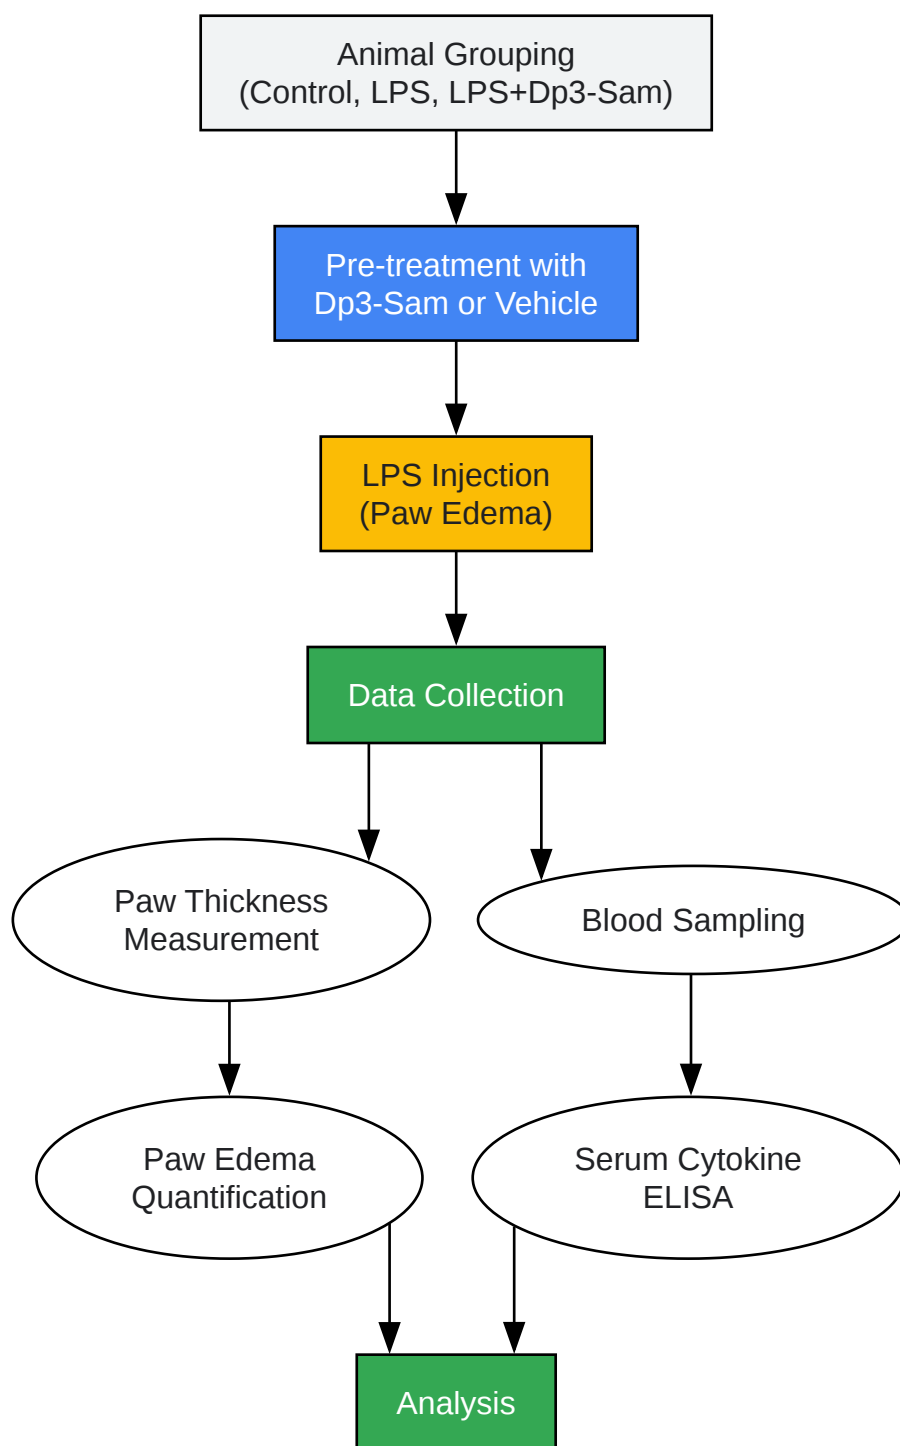 Animal Grouping
(Control, LPS, LPS+Dp3-Sam)
Pre-treatment with
Dp3-Sam or Vehicle
LPS Injection
(Paw Edema)
Data Collection
Paw Thickness
Measurement
Blood Sampling
Paw Edema
Quantification
Serum Cytokine
ELISA
Analysis